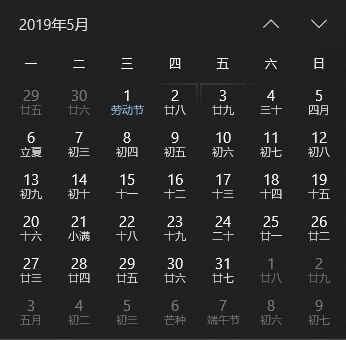 2019年5月
一 二 三 四 五 六 日
29 30 1 2 3 4 5
廿五 廿六 劳动节 廿八 廿九 三十 四月
6 7 8 9 10 11 12
立夏 初三 初四 初五 初六 初七 初八
13 14 15 16 17 18 19
初九 初十 十一 十二 十三 十四 十五
20 21 22 23 24 25 26
十六 小满 十八 十九 二十 廿一 廿二
27 28 29 30 31 1 2
廿三 廿四 廿五 廿六 廿七 廿八 廿九
3 4 5 6 7 8 9
五月 初二 初三 芒种 端午节 初六 初七